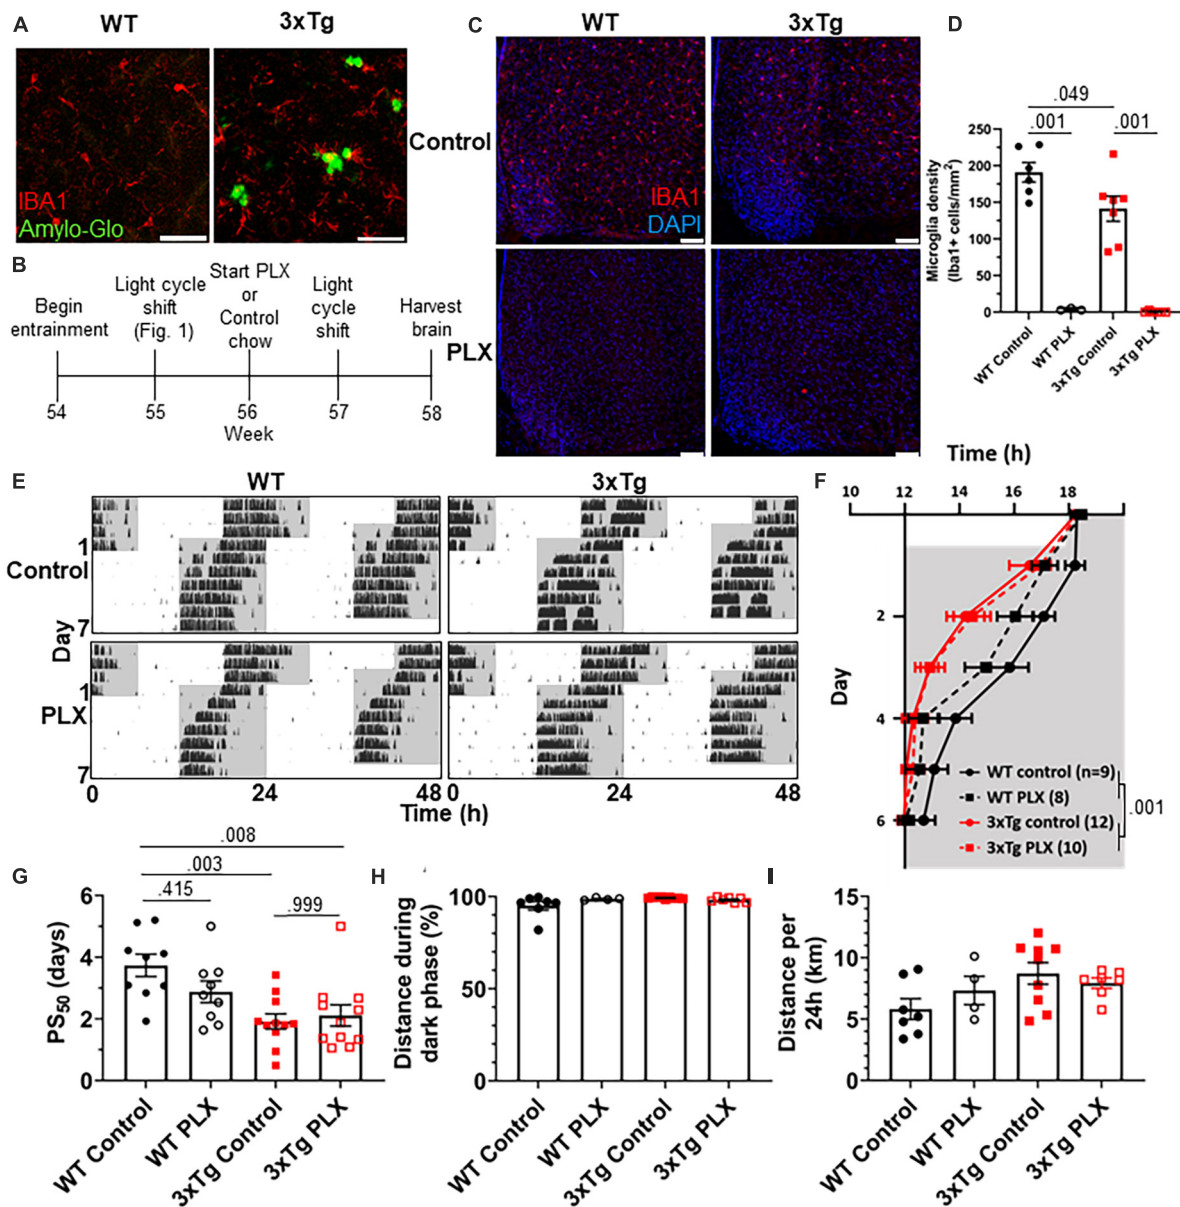 A
WT
3xTg
IBA1
Amylo-Glo
B
Begin
entrainment
Light cycle
shift
(Fig. 1)
Start PLX
or
Control
chow
Light
cycle
shift
Harvest
brain
54
55
56
57
58
Week
C
WT
3xTg
Control
IBA1
DAPI
PLX
D
.049
.001
.001
Microglia density
(Iba1+ cells/mm²)
250
200
150
100
50
0
WT Control
WT PLX
3xTg Control
3xTg PLX
E
WT
3xTg
Control
PLX
Day
1
7
1
7
0
24
48
0
24
48
Time (h)
F
Time (h)
10
12
14
16
18
Day
2
4
6
WT control (n=9)
WT PLX (8)
3xTg control (12)
3xTg PLX (10)
.001
G
.008
.003
.415
.999
PS₅₀ (days)
6
4
2
0
WT Control
WT PLX
3xTg Control
3xTg PLX
H
Distance during
dark phase (%)
100
50
0
WT Control
WT PLX
3xTg Control
3xTg PLX
I
Distance per
24h (km)
15
10
5
0
WT Control
WT PLX
3xTg Control
3xTg PLX